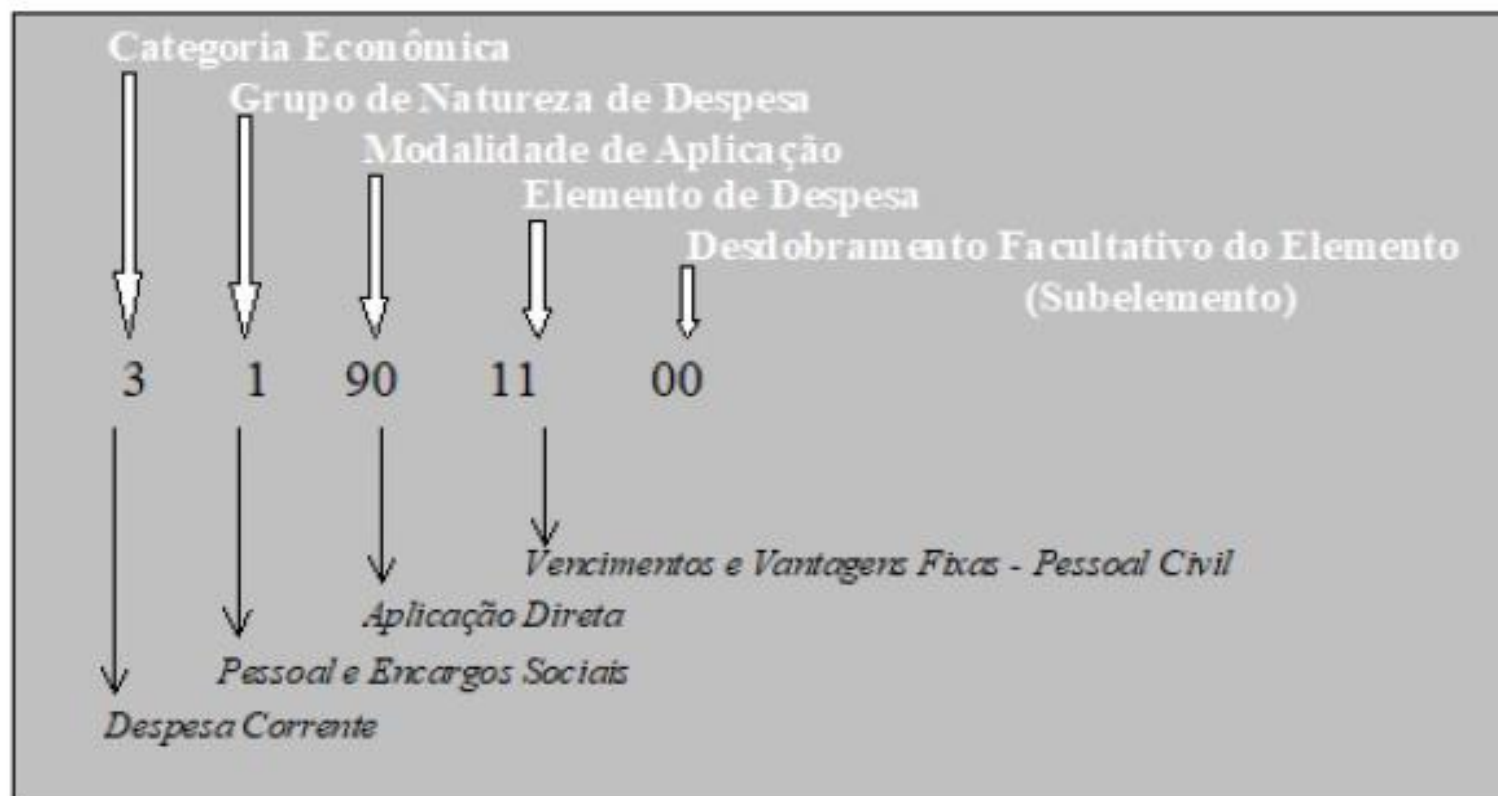 Categoria Econômica
Grupo de Natureza de Despesa
Modalidade de Aplicação
Elemento de Despesa
Desdobramento Facultativo do Elemento
(Subelemento)
3 1 90 11 00
Vencimentos e Vantagens Fixas - Pessoal Civil
Aplicação Direta
Pessoal e Encargos Sociais
Despesa Corrente